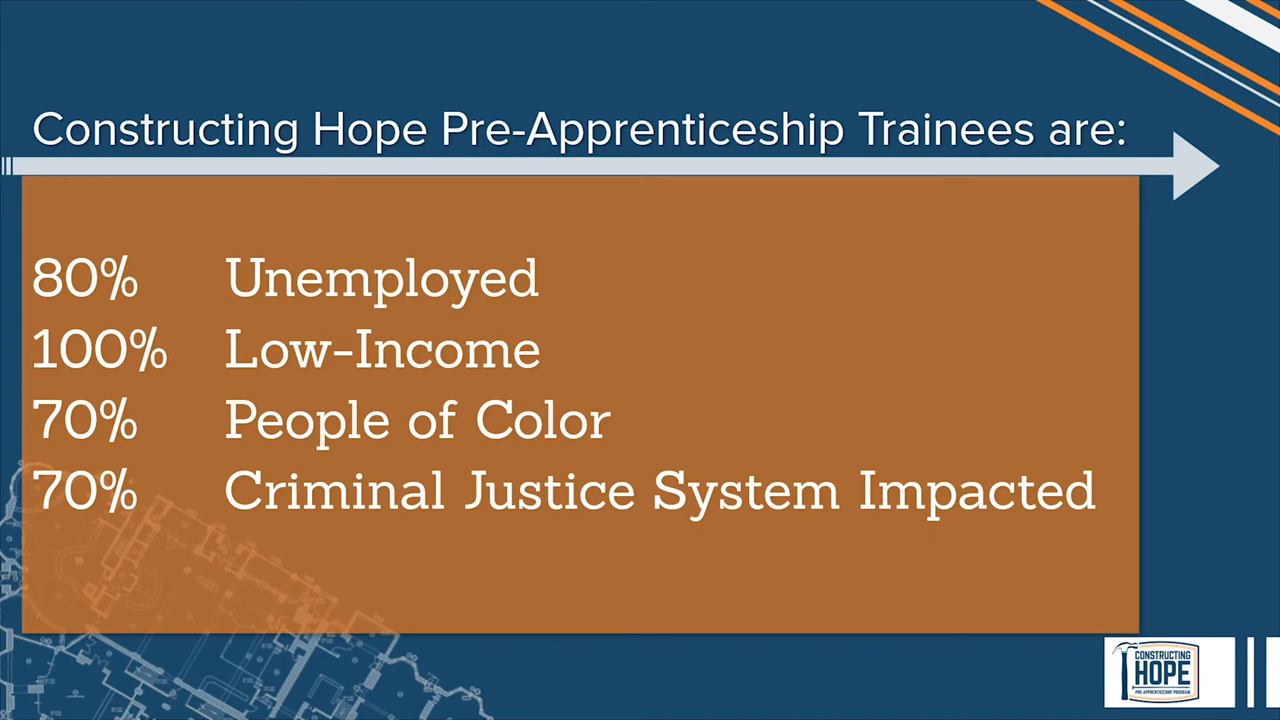 Constructing Hope Pre-Apprenticeship Trainees are:
80% Unemployed
100% Low-Income
70% People of Color
70% Criminal Justice System Impacted
CONSTRUCTING
HOPE
PRE-APPRENTICESHIP PROGRAM